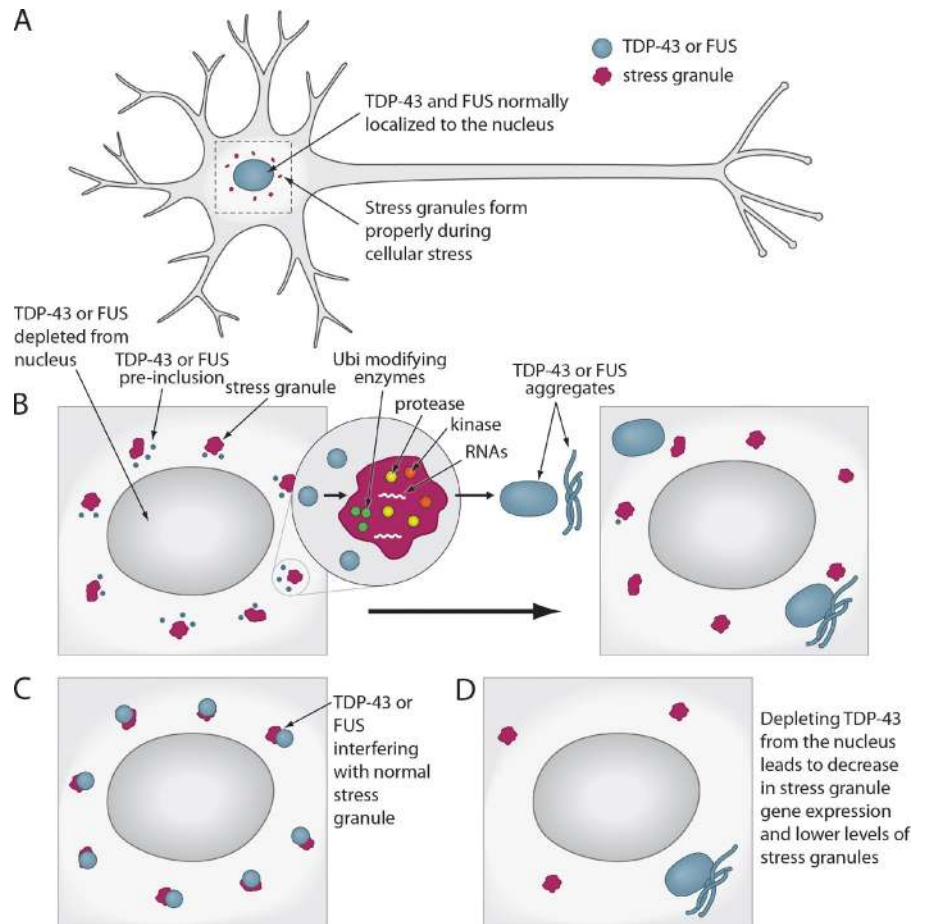 A
TDP-43 or FUS
stress granule
TDP-43 and FUS normally
localized to the nucleus
Stress granules form
properly during
cellular stress
TDP-43 or FUS
depleted from
nucleus
TDP-43 or FUS
pre-inclusion
stress granule
Ubi modifying
enzymes
protease
kinase
RNAs
TDP-43 or FUS
aggregates
B
C
TDP-43 or
FUS
interfering
with normal
stress
granule
D
Depleting TDP-43
from the nucleus
leads to decrease
in stress granule
gene expression
and lower levels of
stress granules